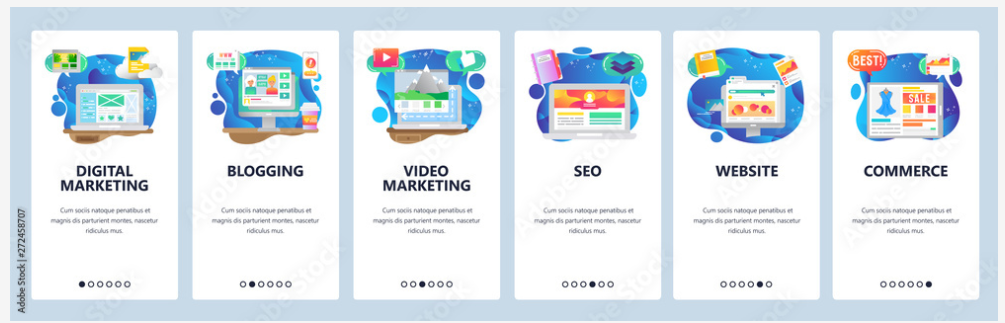 BEST!
SALE
DIGITAL
MARKETING
Cum sociis natoque penatibus et
magnis dis parturient montes, nascetur
ridiculus mus.
BLOGGING
Cum sociis natoque penatibus et
magnis dis parturient montes, nascetur
ridiculus mus.
VIDEO
MARKETING
Cum sociis natoque penatibus et
magnis dis parturient montes, nascetur
ridiculus mus.
SEO
Cum sociis natoque penatibus et
magnis dis parturient montes, nascetur
ridiculus mus.
WEBSITE
Cum sociis natoque penatibus et
magnis dis parturient montes, nascetur
ridiculus mus.
COMMERCE
Cum sociis natoque penatibus et
magnis dis parturient montes, nascetur
ridiculus mus.
Adobe Stock | #272458707